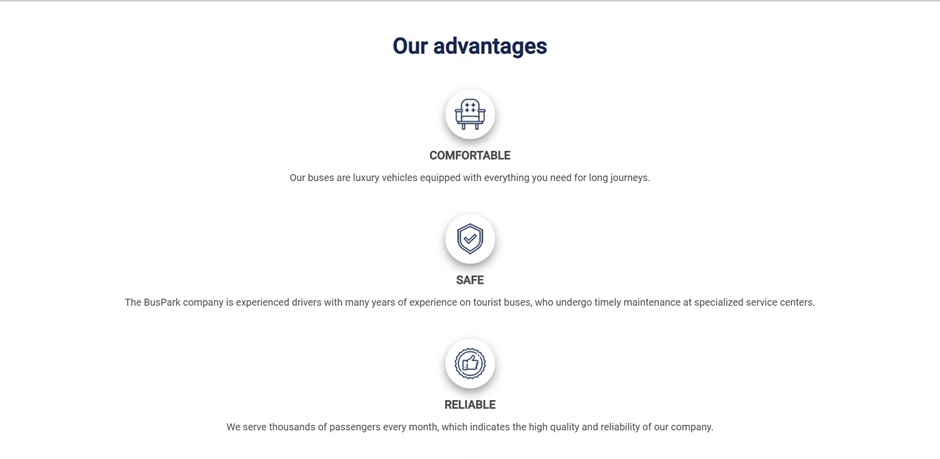 Our advantages
COMFORTABLE
Our buses are luxury vehicles equipped with everything you need for long journeys.
SAFE
The BusPark company is experienced drivers with many years of experience on tourist buses, who undergo timely maintenance at specialized service centers.
RELIABLE
We serve thousands of passengers every month, which indicates the high quality and reliability of our company.